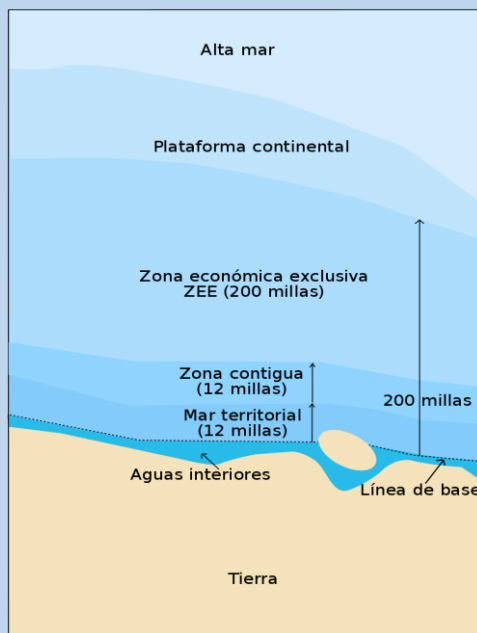 Alta mar
Plataforma continental
Zona económica exclusiva
ZEE (200 millas)
Zona contigua
(12 millas)
200 millas
Mar territorial
(12 millas)
Aguas interiores
Línea de base
Tierra